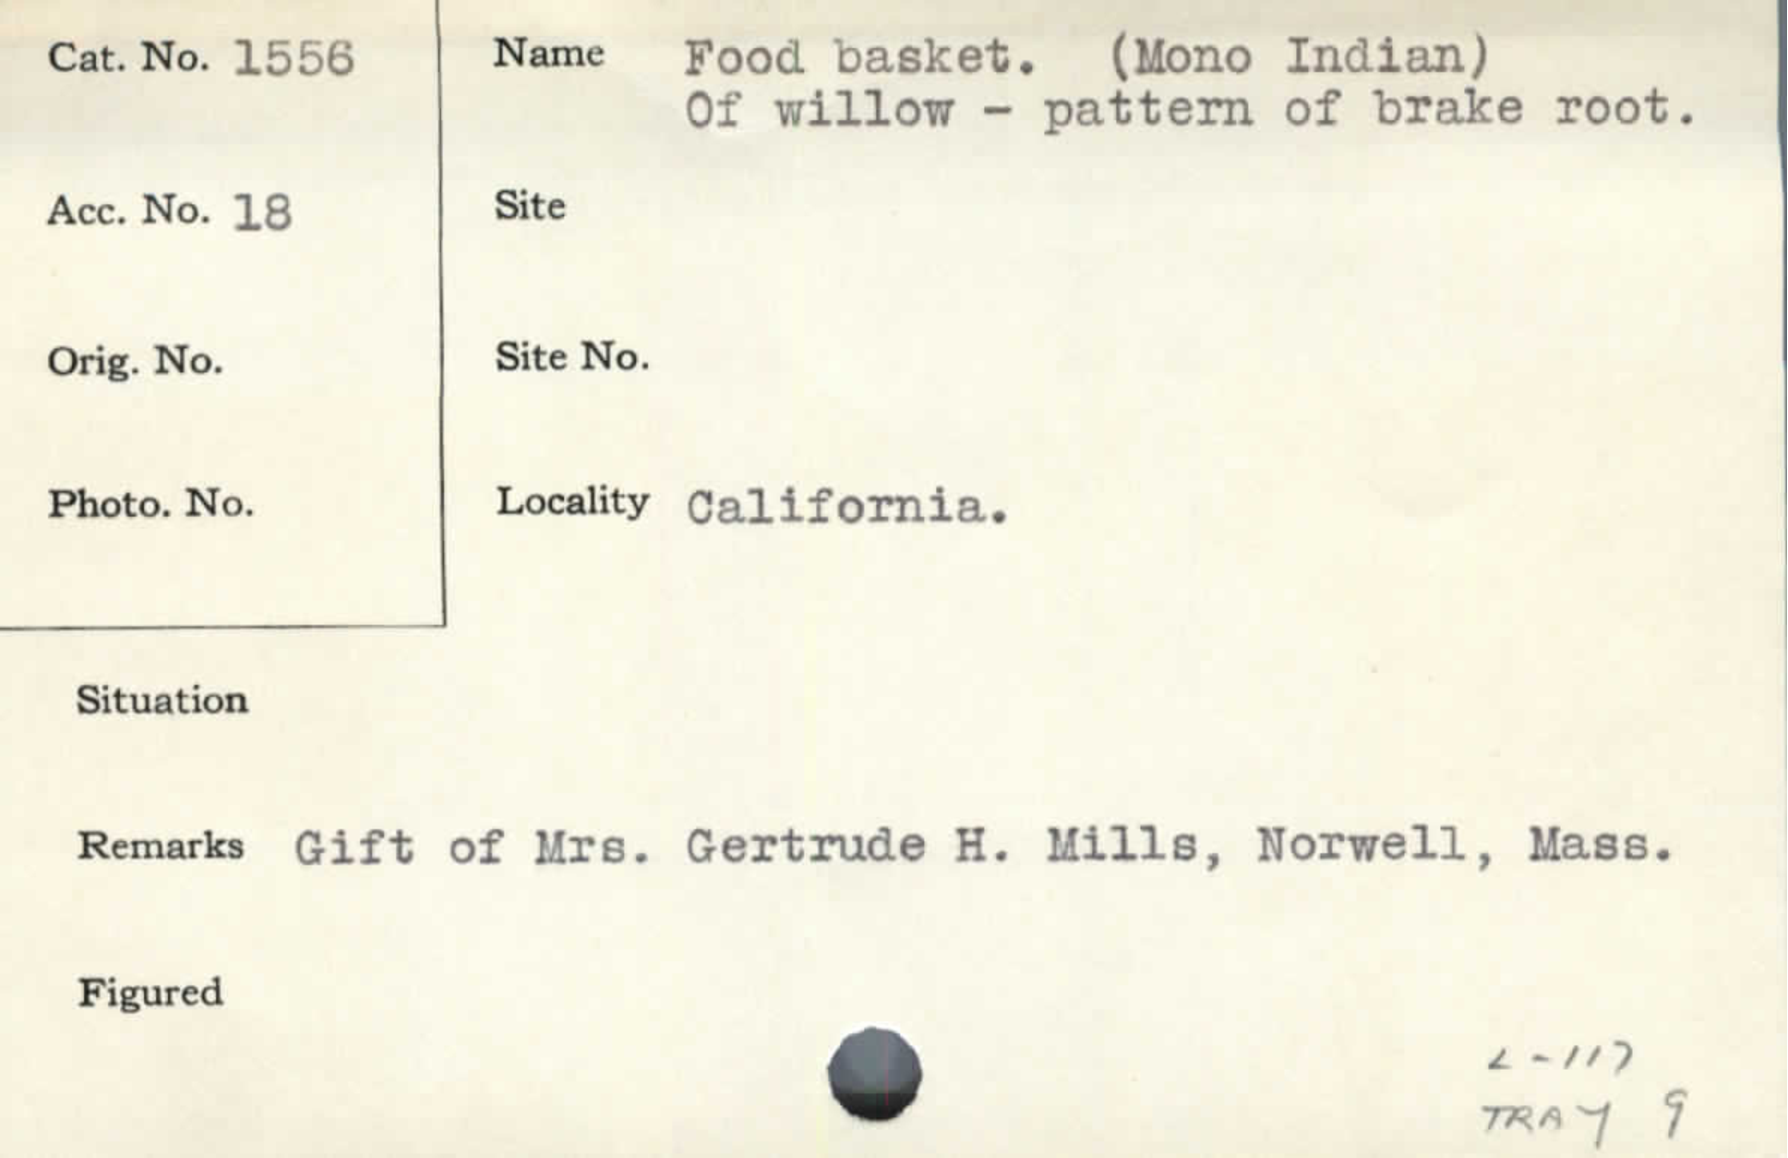 Cat. No. 1556
Name Food basket. (Mono Indian)
Of willow - pattern of brake root.
Acc. No. 18
Site
Orig. No.
Site No.
Photo. No.
Locality California.
Situation
Remarks Gift of Mrs. Gertrude H. Mills, Norwell, Mass.
Figured
L-117
TRAY 9